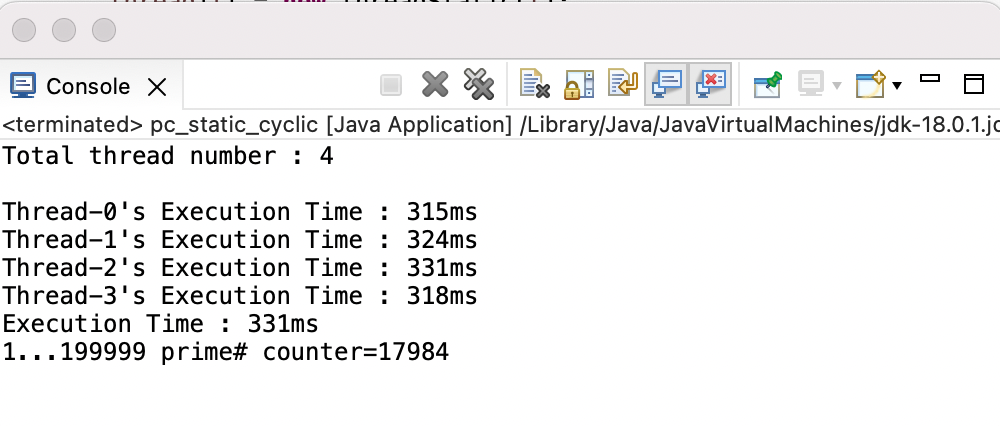 Console
<terminated> pc_static_cyclic [Java Application] /Library/Java/JavaVirtualMachines/jdk-18.0.1.jd
Total thread number : 4
Thread-0's Execution Time : 315ms
Thread-1's Execution Time : 324ms
Thread-2's Execution Time : 331ms
Thread-3's Execution Time : 318ms
Execution Time : 331ms
1...199999 prime# counter=17984